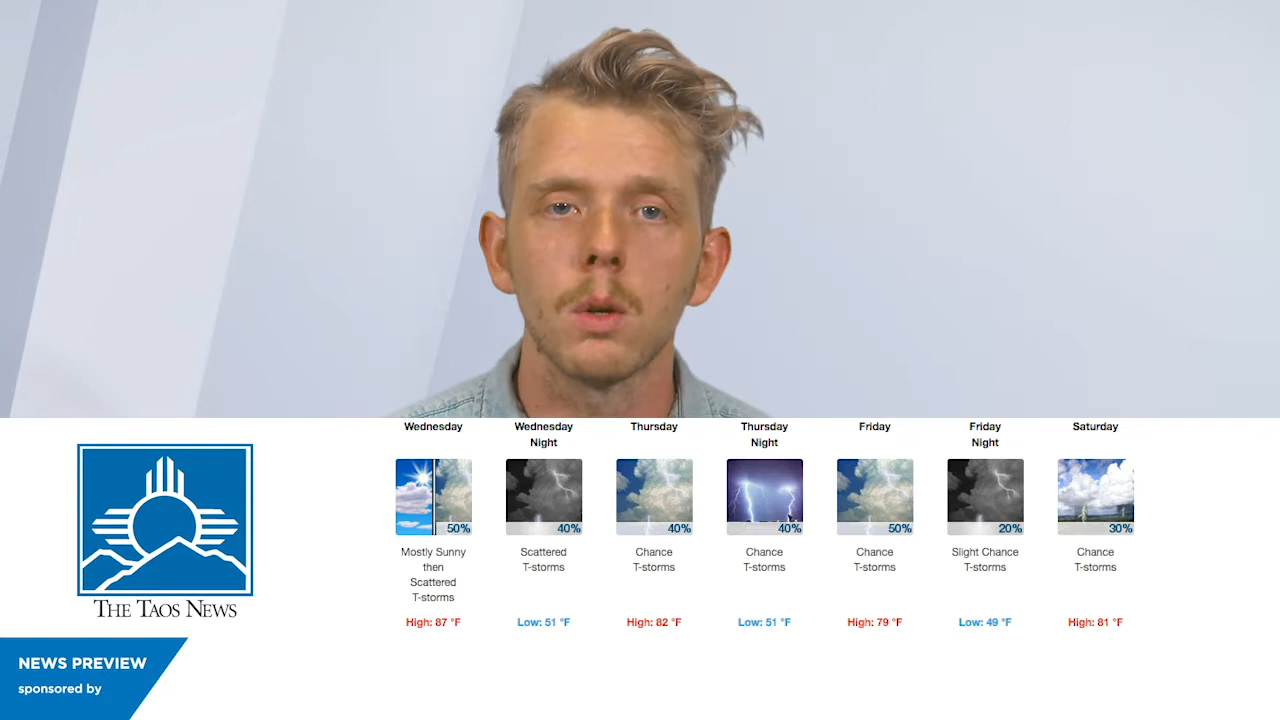 Wednesday
Wednesday
Night
Thursday
Thursday
Night
Friday
Friday
Night
Saturday
50%
40%
40%
40%
50%
20%
30%
Mostly Sunny
then
Scattered
T-storms
Scattered
T-storms
Chance
T-storms
Chance
T-storms
Chance
T-storms
Slight Chance
T-storms
Chance
T-storms
High: 87 °F
Low: 51 °F
High: 82 °F
Low: 51 °F
High: 79 °F
Low: 49 °F
High: 81 °F
THE TAOS NEWS
NEWS PREVIEW
sponsored by